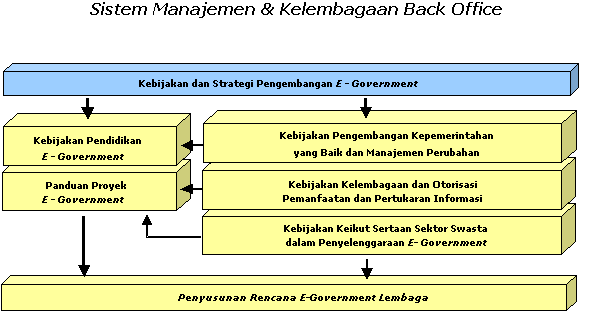 Sistem Manajemen & Kelembagaan Back Office
Kebijakan dan Strategi Pengembangan E - Government
Kebijakan Pendidikan
E - Government
Kebijakan Pengembangan Kepemerintahan
yang Baik dan Manajemen Perubahan
Panduan Proyek
E - Government
Kebijakan Kelembagaan dan Otorisasi
Pemanfaatan dan Pertukaran Informasi
Kebijakan Keikut Sertaan Sektor Swasta
dalam Penyelenggaraan E- Government
Penyusunan Rencana E-Government Lembaga